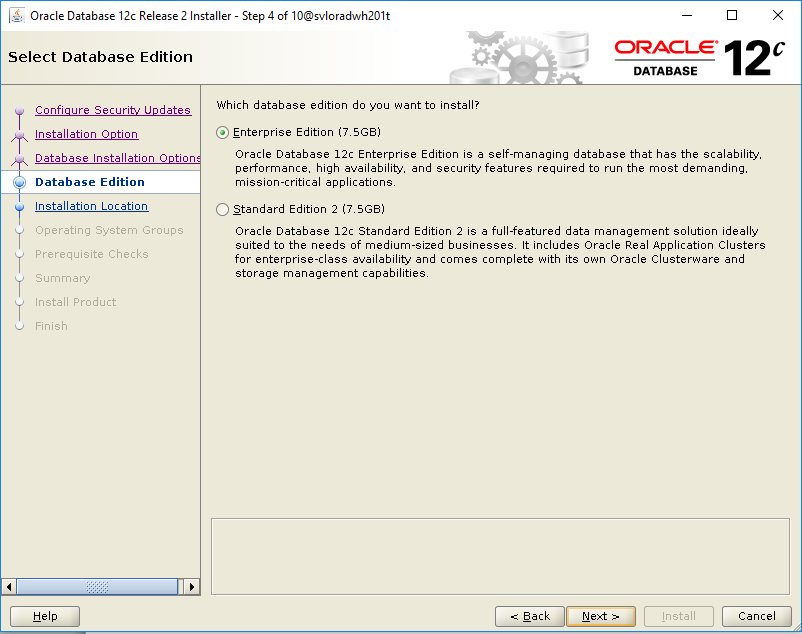 Oracle Database 12c Release 2 Installer - Step 4 of 10@svloradwh201t
Select Database Edition
ORACLE®
DATABASE
12c
Configure Security Updates
Installation Option
Database Installation Options
Database Edition
Installation Location
Operating System Groups
Prerequisite Checks
Summary
Install Product
Finish
Which database edition do you want to install?
Enterprise Edition (7.5GB)
Oracle Database 12c Enterprise Edition is a self-managing database that has the scalability,
performance, high availability, and security features required to run the most demanding,
mission-critical applications.
Standard Edition 2 (7.5GB)
Oracle Database 12c Standard Edition 2 is a full-featured data management solution ideally
suited to the needs of medium-sized businesses. It includes Oracle Real Application Clusters
for enterprise-class availability and comes complete with its own Oracle Clusterware and
storage management capabilities.
Help
< Back
Next >
Install
Cancel